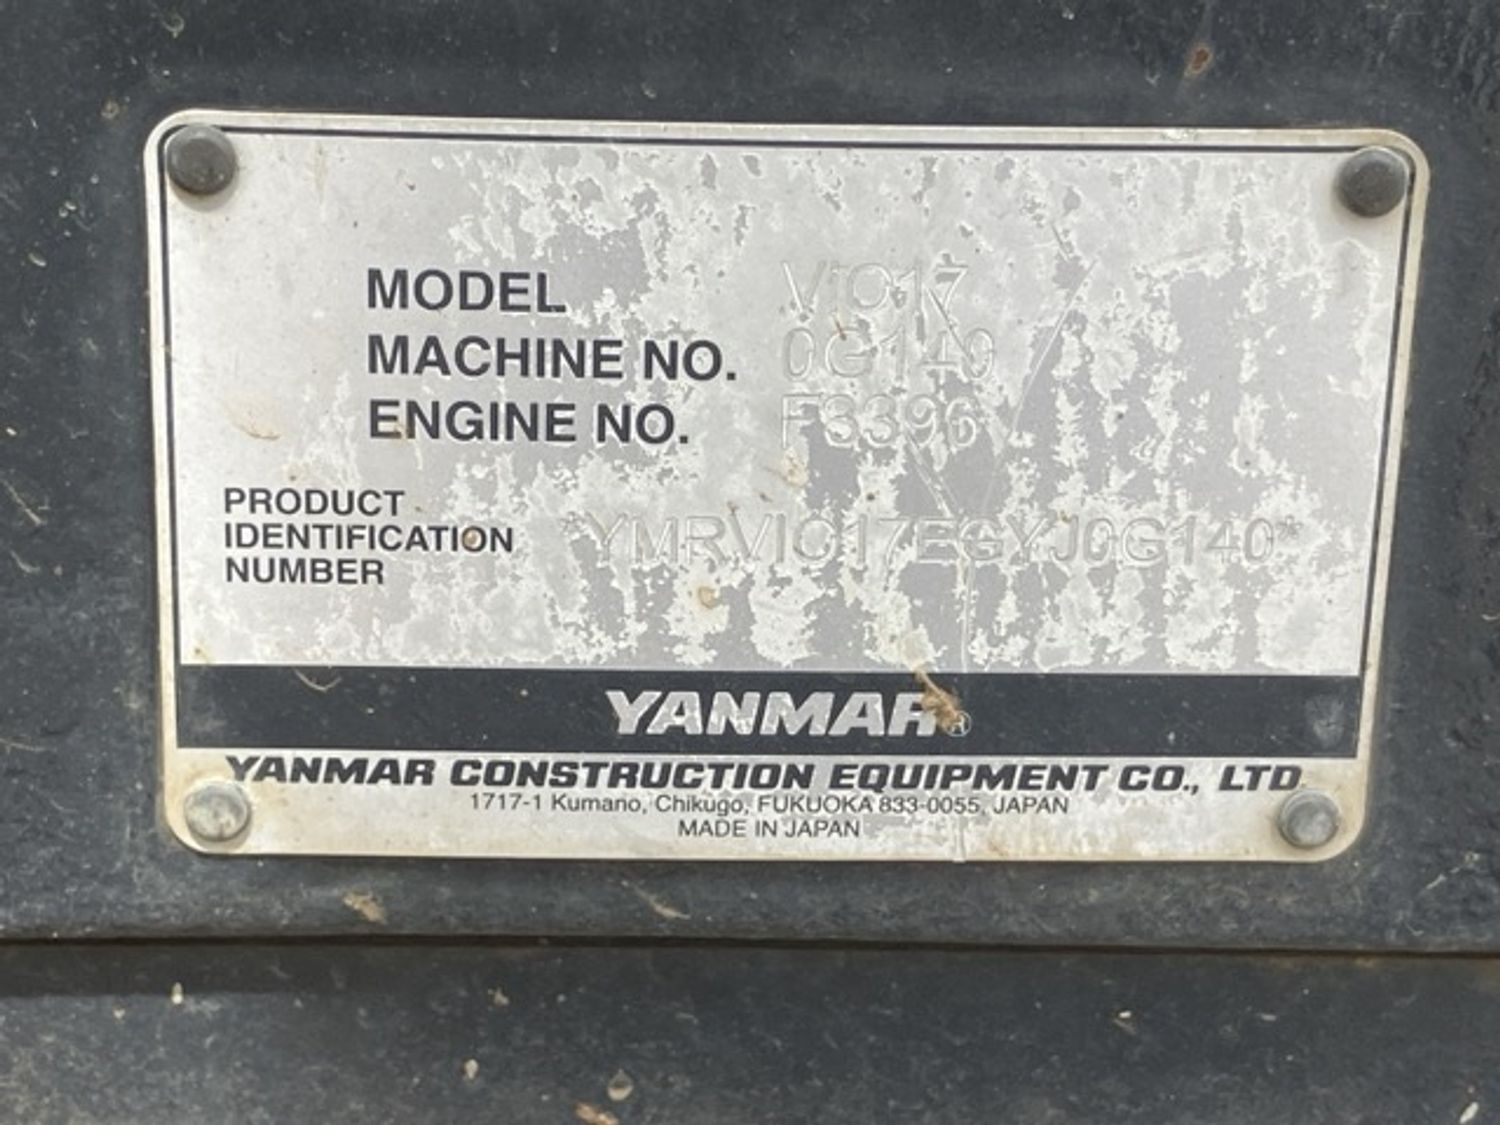 MODEL VIO17
MACHINE NO. 0G140
ENGINE NO. F8396
PRODUCT
IDENTIFICATION
NUMBER
*YMRVIO17EGYJ0G140*
YANMAR®
YANMAR CONSTRUCTION EQUIPMENT CO., LTD.
1717-1 Kumano, Chikugo, FUKUOKA 833-0055, JAPAN
MADE IN JAPAN